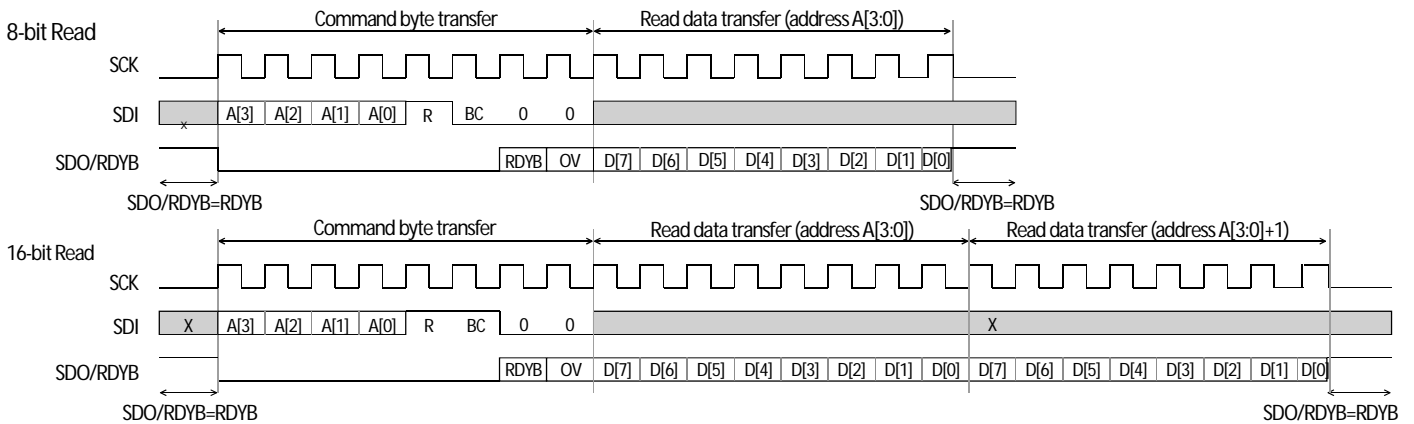 Command byte transfer Read data transfer (address A[3:0])
8-bit Read
SCK
SDI x A[3] A[2] A[1] A[0] R BC 0 0
SDO/RDYB RDYB OV D[7] D[6] D[5] D[4] D[3] D[2] D[1] D[0]
SDO/RDYB=RDYB SDO/RDYB=RDYB
Command byte transfer Read data transfer (address A[3:0]) Read data transfer (address A[3:0]+1)
16-bit Read
SCK
SDI X A[3] A[2] A[1] A[0] R BC 0 0 X
SDO/RDYB RDYB OV D[7] D[6] D[5] D[4] D[3] D[2] D[1] D[0] D[7] D[6] D[5] D[4] D[3] D[2] D[1] D[0]
SDO/RDYB=RDYB SDO/RDYB=RDYB